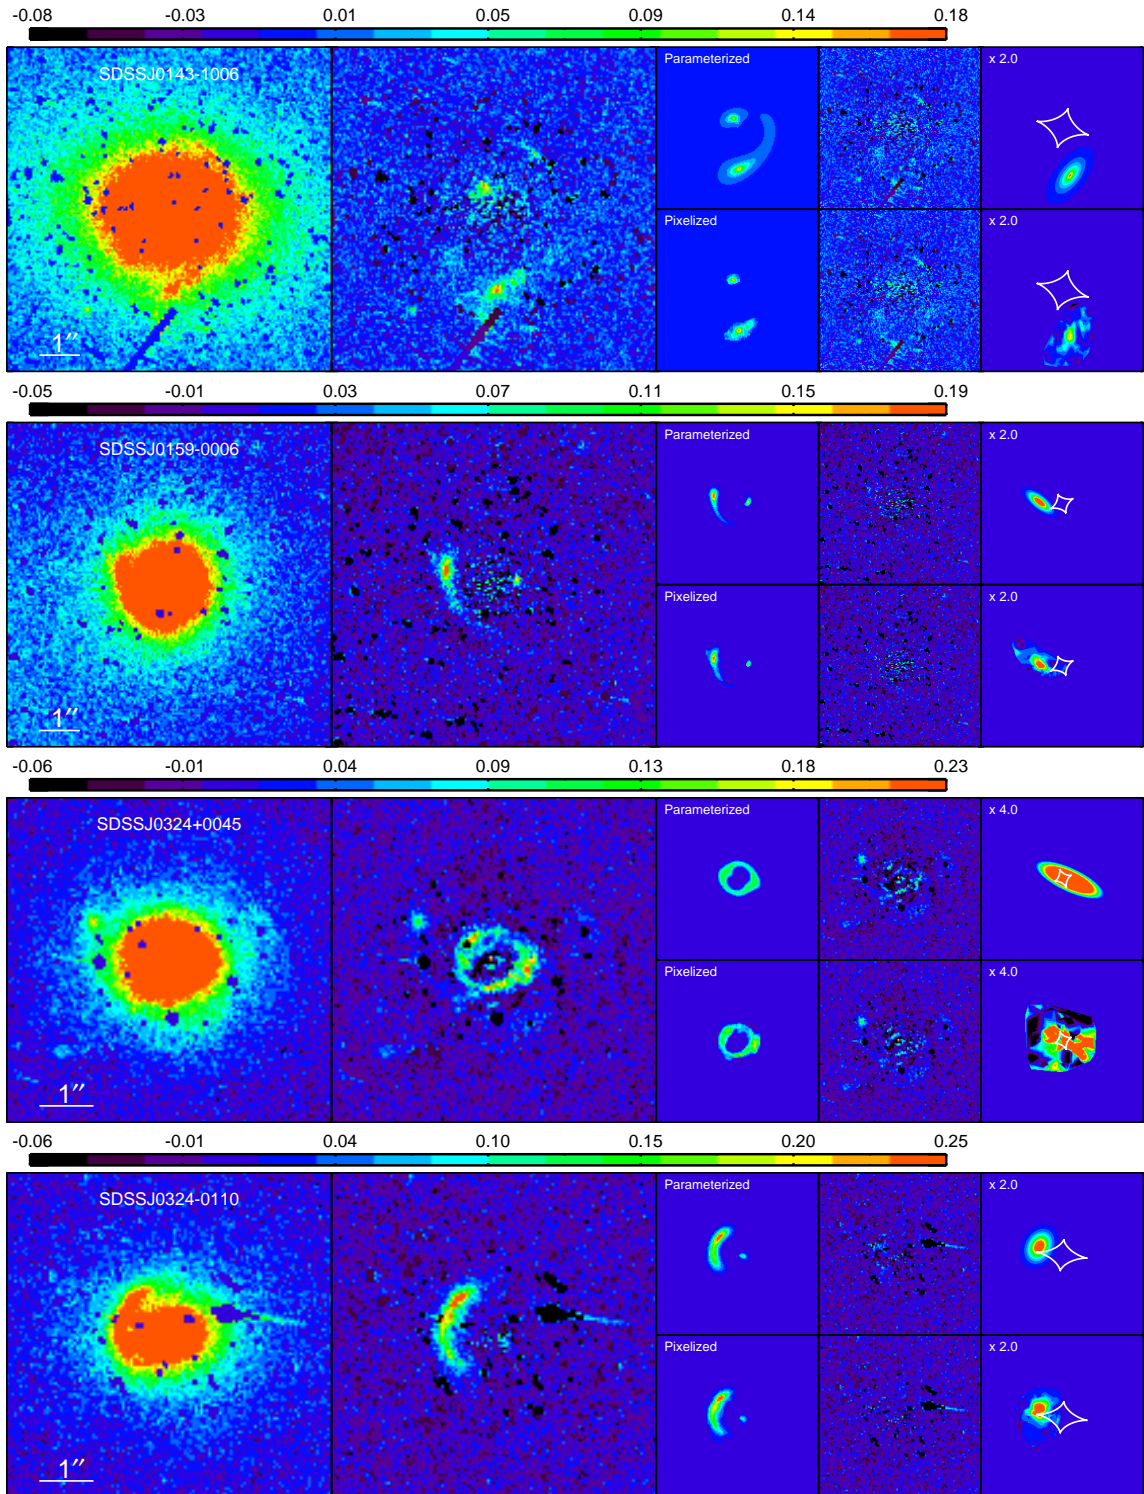 -0.08 -0.03 0.01 0.05 0.09 0.14 0.18
SDSSJ0143-1006
Parameterized
x 2.0
Pixelized
x 2.0
1″
-0.05 -0.01 0.03 0.07 0.11 0.15 0.19
SDSSJ0159-0006
Parameterized
x 2.0
Pixelized
x 2.0
1″
-0.06 -0.01 0.04 0.09 0.13 0.18 0.23
SDSSJ0324+0045
Parameterized
x 4.0
Pixelized
x 4.0
1″
-0.06 -0.01 0.04 0.10 0.15 0.20 0.25
SDSSJ0324-0110
Parameterized
x 2.0
Pixelized
x 2.0
1″